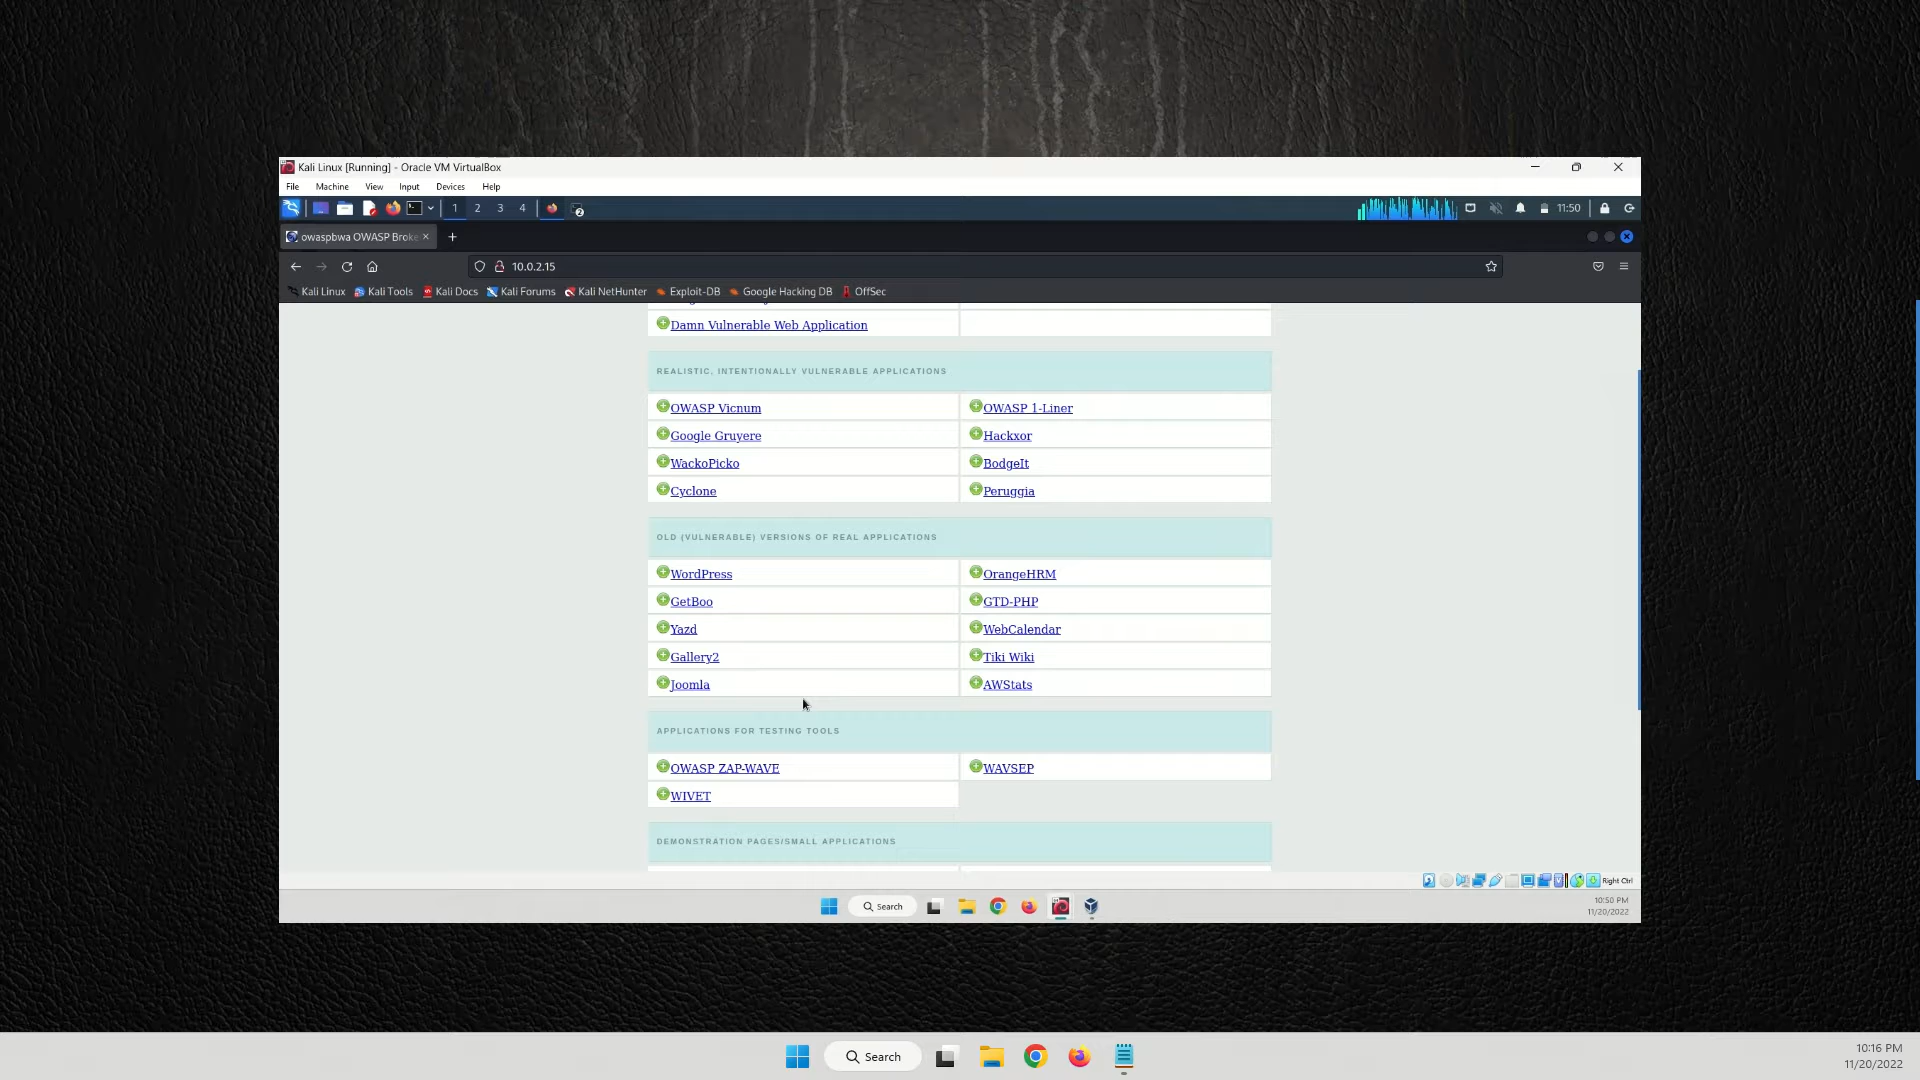 Kali Linux [Running] - Oracle VM VirtualBox
File Machine View Input Devices Help
1 2 3 4 2 11:50
owaspbwa OWASP Broke
10.0.2.15
Kali Linux Kali Tools Kali Docs Kali Forums Kali NetHunter Exploit-DB Google Hacking DB OffSec
Damn Vulnerable Web Application
REALISTIC, INTENTIONALLY VULNERABLE APPLICATIONS
OWASP Vicnum OWASP 1-Liner
Google Gruyere Hackxor
WackoPicko BodgeIt
Cyclone Peruggia
OLD (VULNERABLE) VERSIONS OF REAL APPLICATIONS
WordPress OrangeHRM
GetBoo GTD-PHP
Yazd WebCalendar
Gallery2 Tiki Wiki
Joomla AWStats
APPLICATIONS FOR TESTING TOOLS
OWASP ZAP-WAVE WAVSEP
WIVET
DEMONSTRATION PAGES/SMALL APPLICATIONS
Right Ctrl
Search
10:50 PM
11/20/2022
Search
10:16 PM
11/20/2022